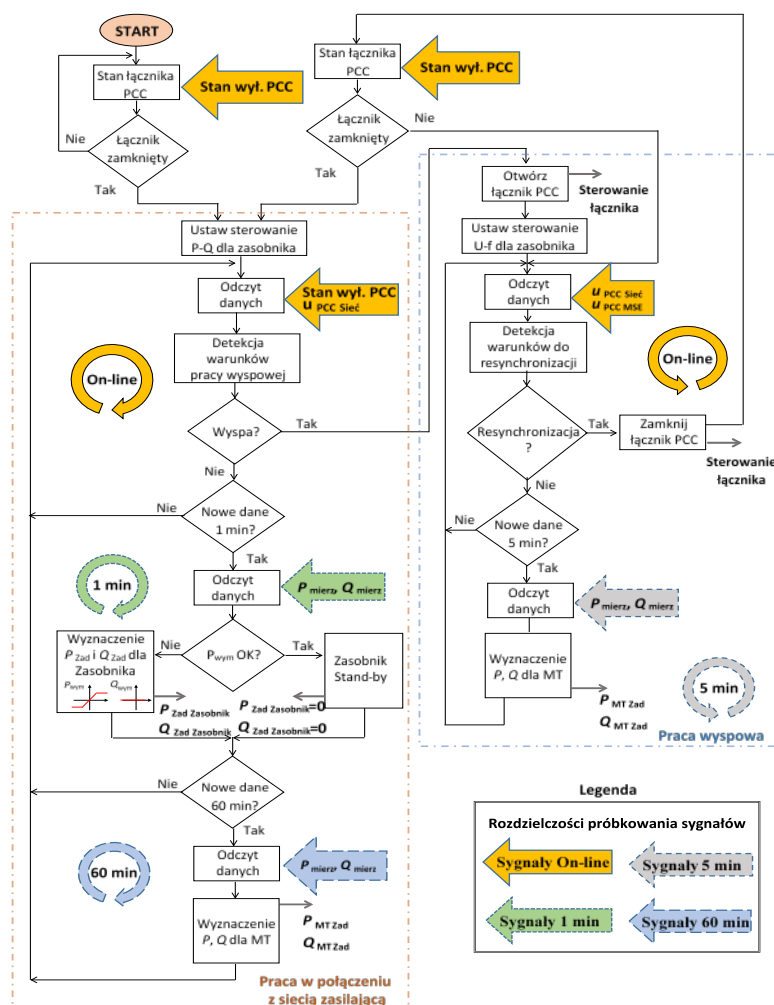 START
Stan łącznika
PCC
Stan wył. PCC
Nie
Łącznik
zamknięty
Tak
Stan łącznika
PCC
Stan wył. PCC
Łącznik
zamknięty
Nie
Tak
Ustaw sterowanie
P-Q dla zasobnika
Odczyt
danych
Stan wył. PCC
u PCC Sieć
Detekcja
warunków
pracy wyspowej
On-line
Wyspa?
Tak
Nie
Nowe dane
1 min?
Nie
Tak
Odczyt
danych
P mierz, Q mierz
1 min
Pwym OK?
Nie
Tak
Wyznaczenie
P Zad i Q Zad dla
Zasobnika
Pwym
Qwym
Zasobnik
Stand-by
P Zad Zasobnik
Q Zad Zasobnik
P Zad Zasobnik=0
Q Zad Zasobnik=0
Nowe dane
60 min?
Nie
Tak
Odczyt
danych
P mierz, Q mierz
60 min
Wyznaczenie
P, Q dla MT
P MT Zad
Q MT Zad
Praca w połączeniu
z siecią zasilającą
Otwórz
łącznik PCC
Sterowanie
łącznika
Ustaw sterowanie
U-f dla zasobnika
Odczyt
danych
u PCC Sieć
u PCC MSE
Detekcja
warunków do
resynchronizacji
On-line
Resynchronizacja
?
Tak
Zamknij
łącznik PCC
Sterowanie
łącznika
Nie
Nowe dane
5 min?
Nie
Tak
Odczyt
danych
P mierz, Q mierz
Wyznaczenie
P, Q dla MT
P MT Zad
Q MT Zad
5 min
Praca wyspowa
Legenda
Rozdzielczości próbkowania sygnałów
Sygnały On-line
Sygnały 5 min
Sygnały 1 min
Sygnały 60 min